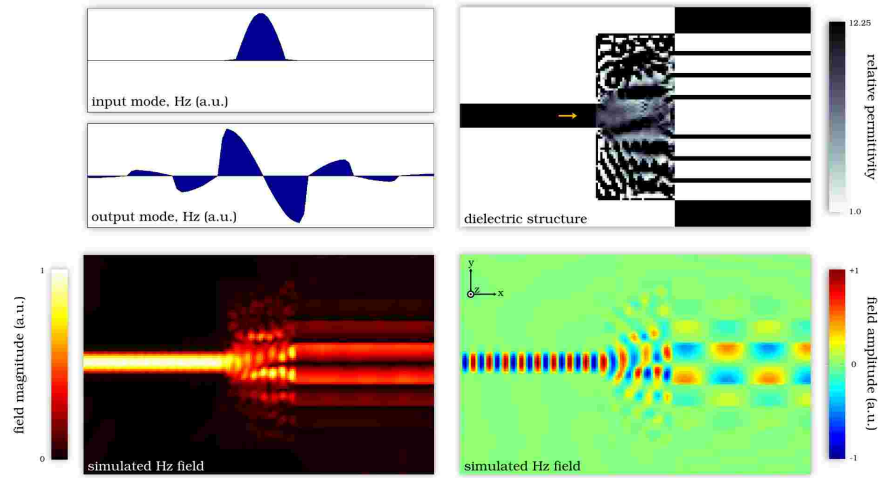 input mode, Hz (a.u.)
output mode, Hz (a.u.)
dielectric structure
12.25
relative permittivity
1.0
1
field magnitude (a.u.)
0
simulated Hz field
y
z
x
simulated Hz field
+1
field amplitude (a.u.)
-1